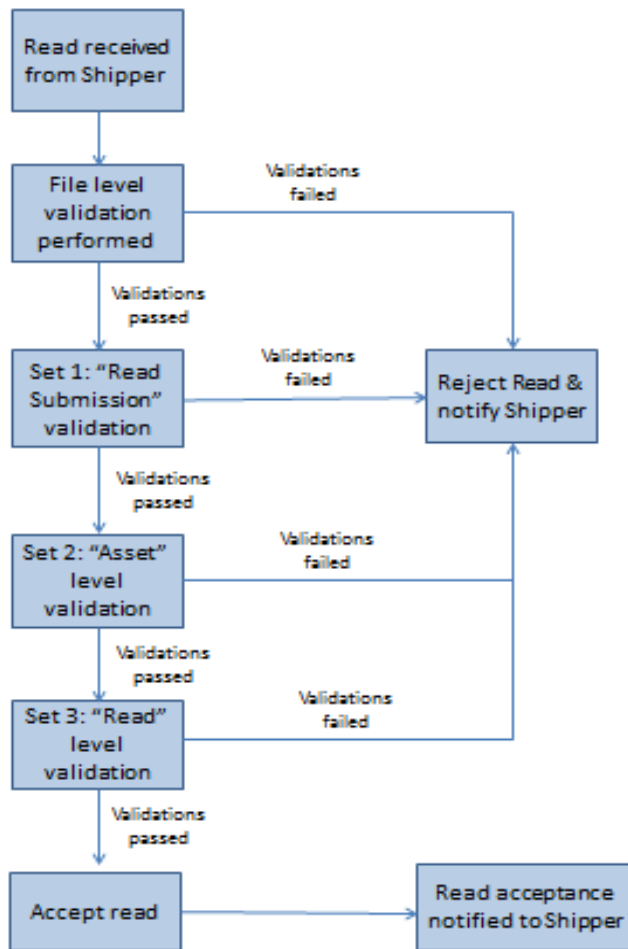 Read received
from Shipper
File level
validation
performed
Validations
failed
Validations
passed
Set 1: “Read
Submission”
validation
Validations
failed
Reject Read &
notify Shipper
Validations
passed
Set 2: “Asset”
level
validation
Validations
failed
Validations
passed
Set 3: “Read”
level
validation
Validations
failed
Validations
passed
Accept read
Read acceptance
notified to Shipper